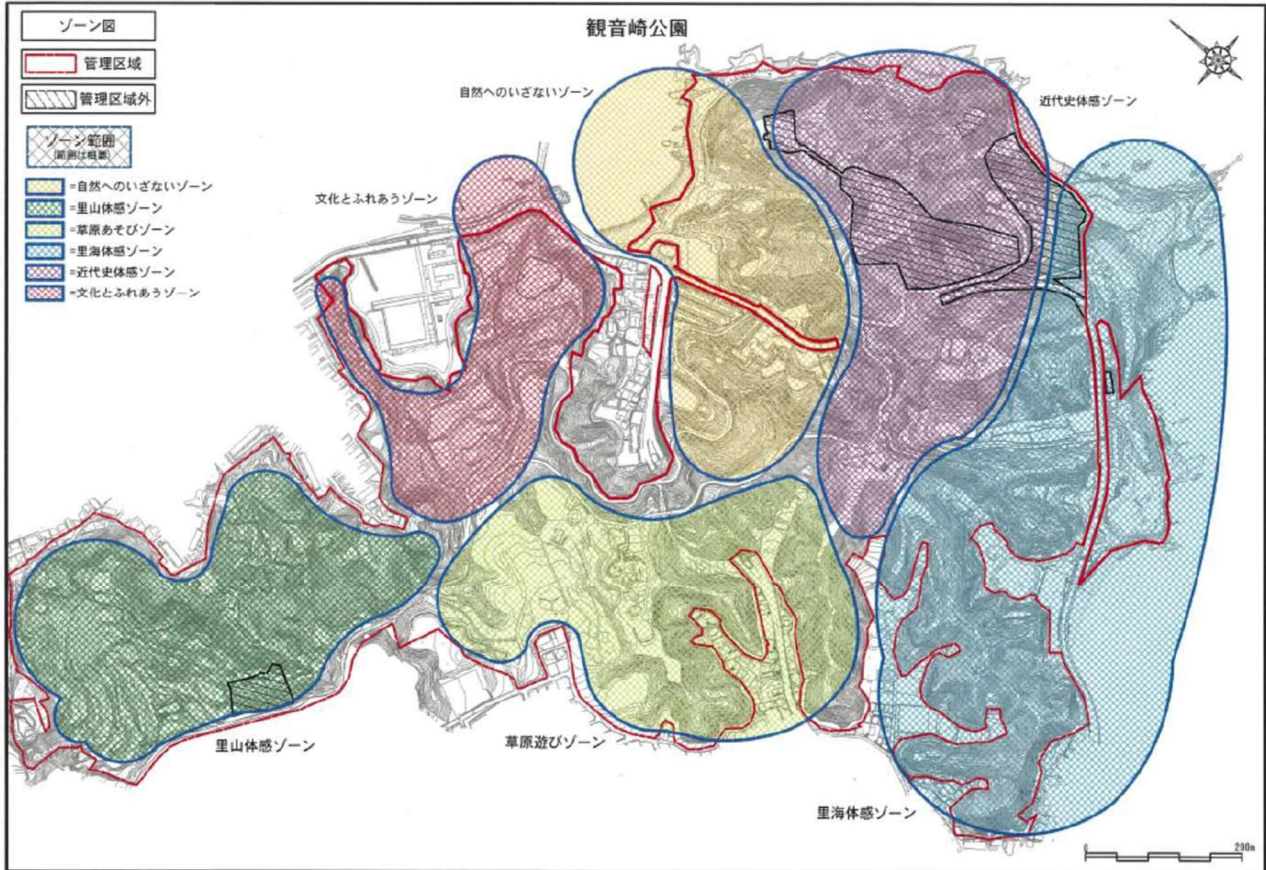 ゾーン図
管理区域
管理区域外
ゾーン範囲
(範囲は概要)
=自然へのいざないゾーン
=里山体感ゾーン
=草原あそびゾーン
=里海体感ゾーン
=近代史体感ゾーン
=文化とふれあうゾーン
観音崎公園
自然へのいざないゾーン
近代史体感ゾーン
文化とふれあうゾーン
里山体感ゾーン
草原遊びゾーン
里海体感ゾーン
0
200m